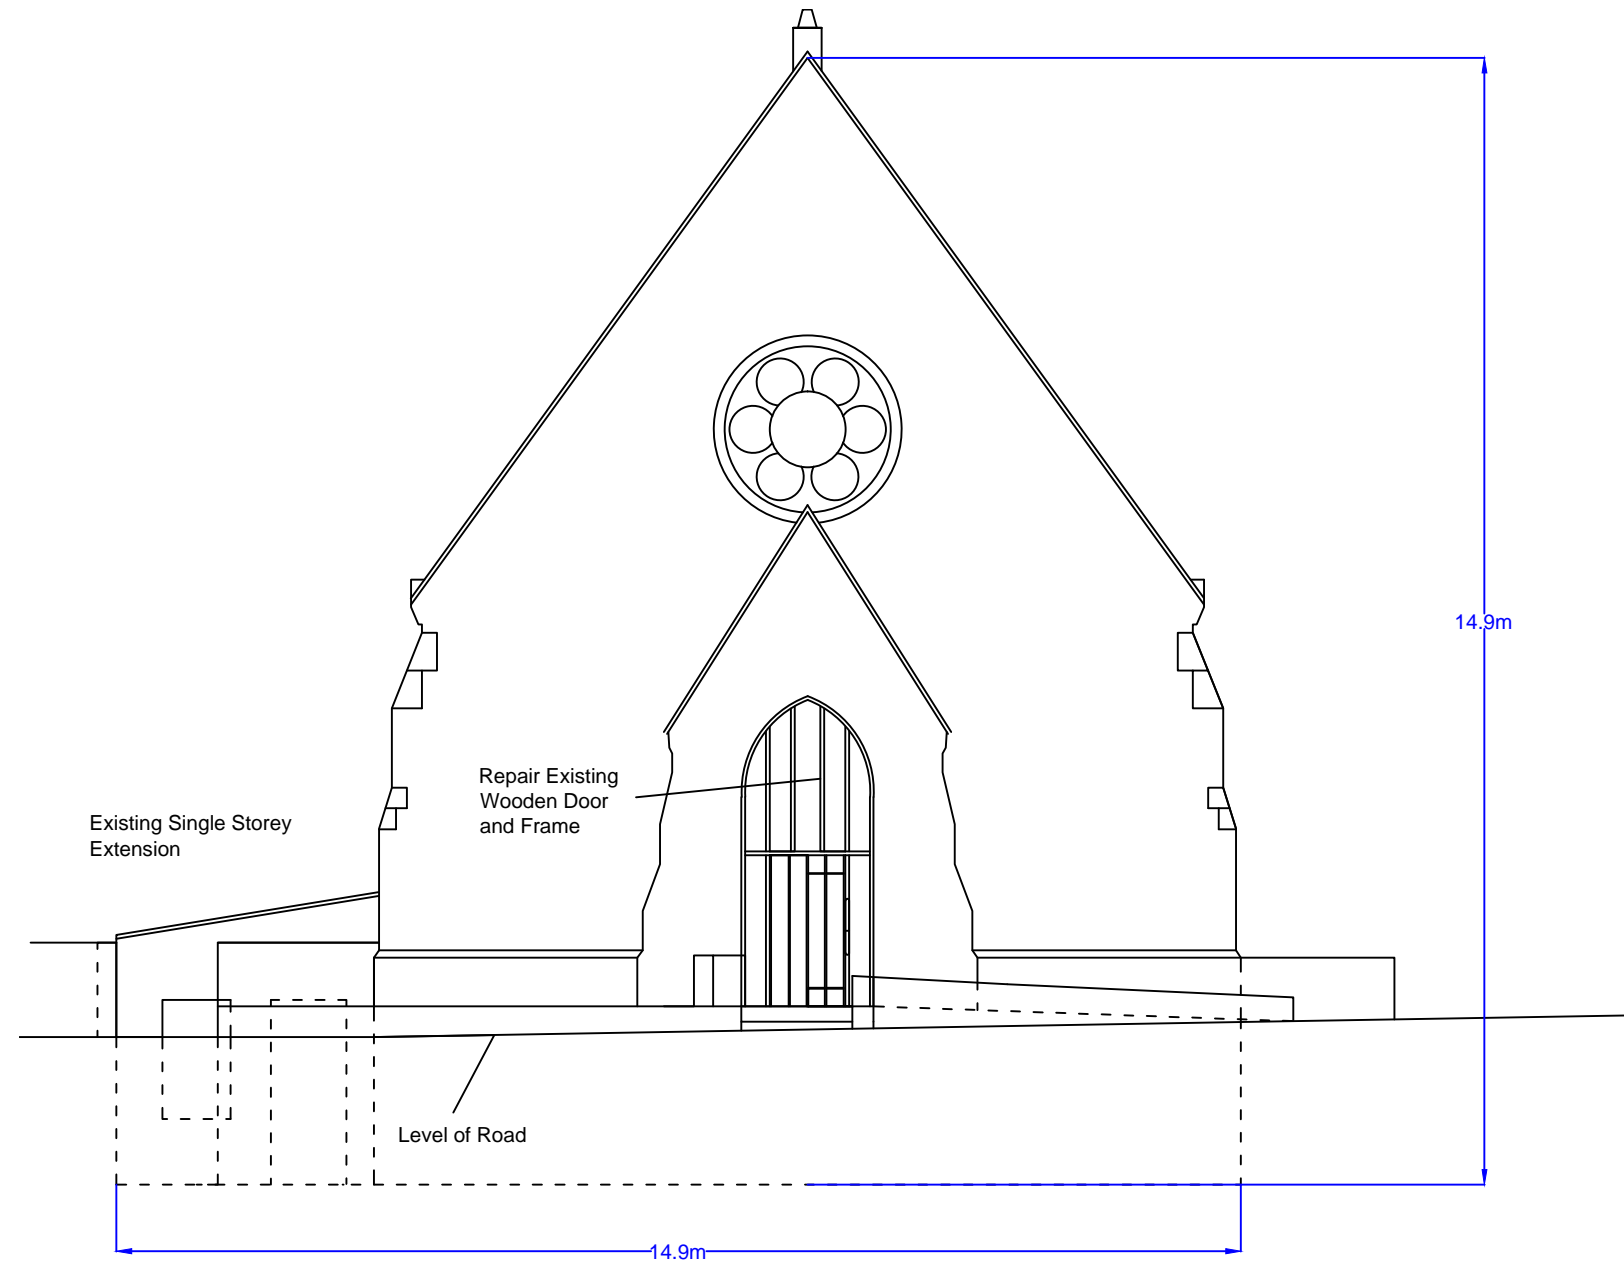 14.9m
Repair Existing
Wooden Door
and Frame
Existing Single Storey
Extension
Level of Road
14.9m